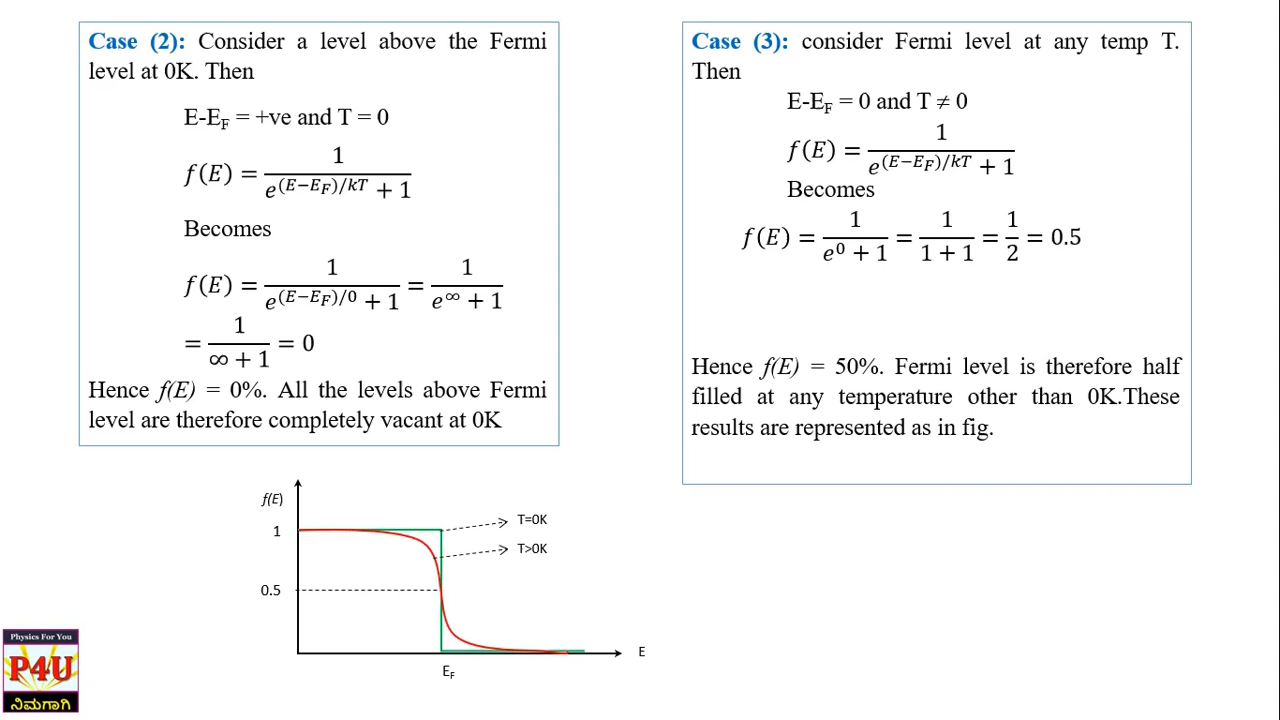 Case (2): Consider a level above the Fermi
level at 0K. Then
E-E_F = +ve and T = 0
f(E) = 1/(e^((E−E_F)/kT) + 1)
Becomes
f(E) = 1/(e^((E−E_F)/0) + 1) = 1/(e^∞ + 1)
= 1/(∞ + 1) = 0
Hence f(E) = 0%. All the levels above Fermi
level are therefore completely vacant at 0K
Case (3): consider Fermi level at any temp T.
Then
E-E_F = 0 and T ≠ 0
f(E) = 1/(e^((E−E_F)/kT) + 1)
Becomes
f(E) = 1/(e^0 + 1) = 1/(1 + 1) = 1/2 = 0.5
Hence f(E) = 50%. Fermi level is therefore half
filled at any temperature other than 0K.These
results are represented as in fig.
f(E)
1
T=0K
T>0K
0.5
E
E_F
Physics For You
P4U
ನಿಮಗಾಗಿ